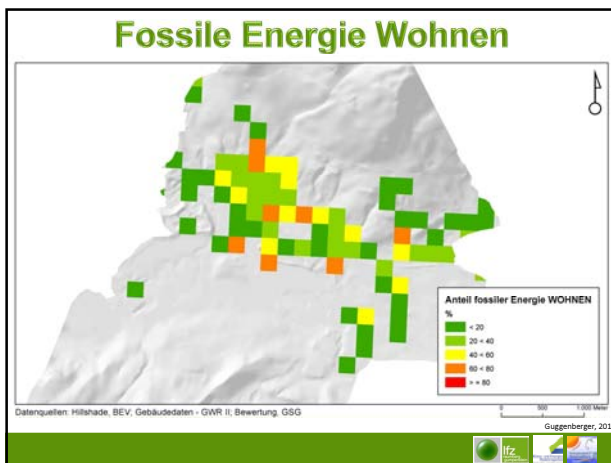 Fossile Energie Wohnen
Anteil fossiler Energie WOHNEN
%
< 20
20 < 40
40 < 60
60 < 80
> = 80
Datenquellen: Hillshade, BEV; Gebäudedaten - GWR II; Bewertung, GSG
0 500 1.000 Meter
Guggenberger, 201
lfz